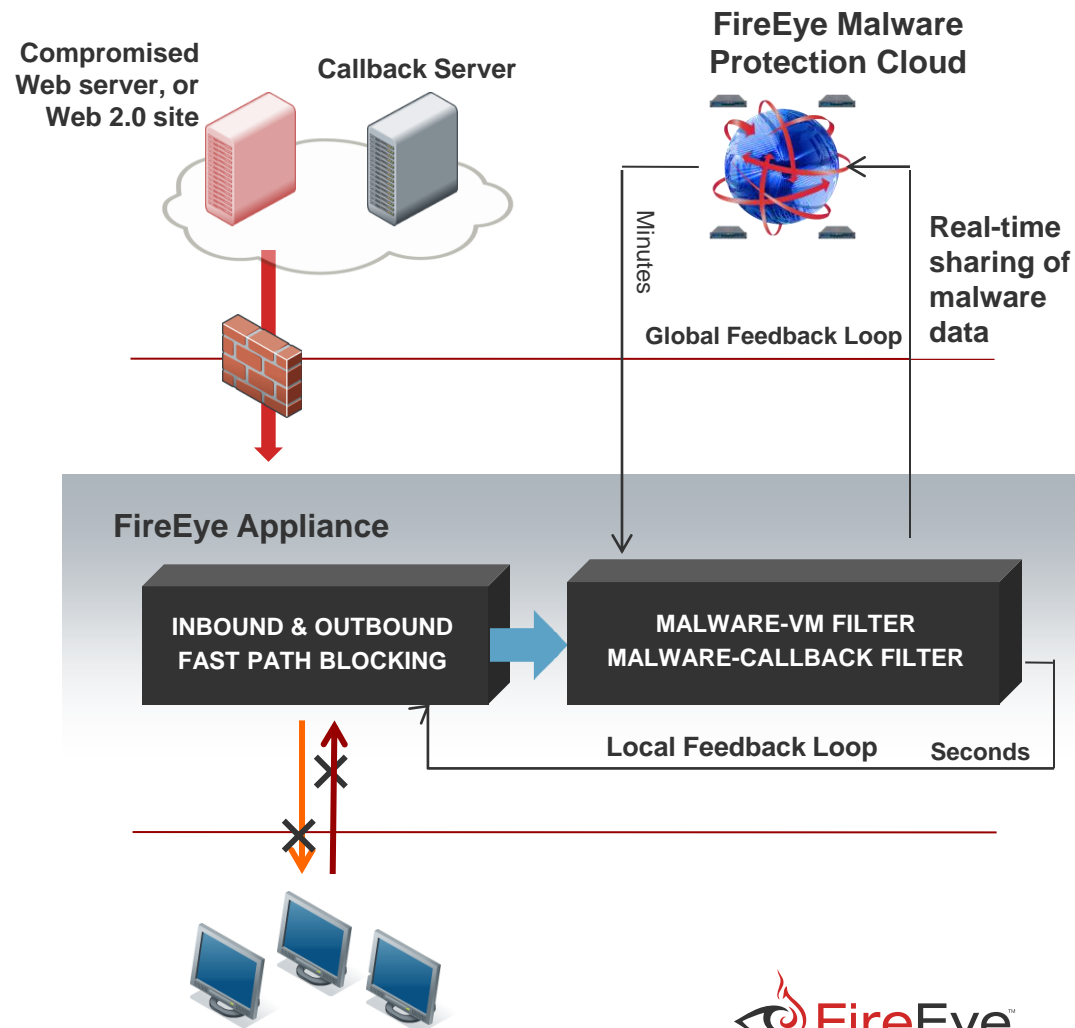 Compromised
Web server, or
Web 2.0 site
Callback Server
FireEye Malware
Protection Cloud
Minutes
Real-time
sharing of
malware
data
Global Feedback Loop
FireEye Appliance
INBOUND & OUTBOUND
FAST PATH BLOCKING
MALWARE-VM FILTER
MALWARE-CALLBACK FILTER
Local Feedback Loop
Seconds
FireEye™